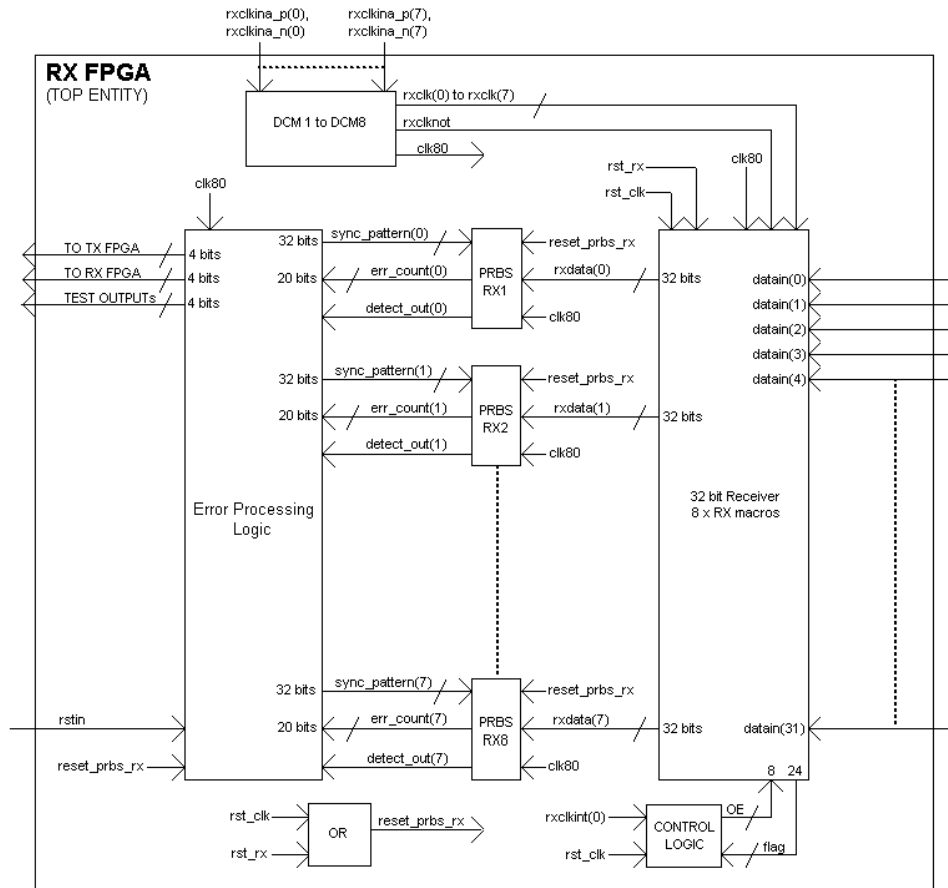 rxclkina_p(0), rxclkina_p(7),
rxclkina_n(0) rxclkina_n(7)
RX FPGA
(TOP ENTITY)
DCM 1 to DCM8
rxclk(0) to rxclk(7)
rxclknot
clk80
rst_rx
rst_clk
clk80
clk80
TO TX FPGA
TO RX FPGA
TEST OUTPUTs
4 bits
4 bits
4 bits
Error Processing
Logic
32 bits
sync_pattern(0)
20 bits
err_count(0)
detect_out(0)
PRBS
RX1
reset_prbs_rx
rxdata(0)
clk80
32 bits
32 bits
sync_pattern(1)
20 bits
err_count(1)
detect_out(1)
PRBS
RX2
reset_prbs_rx
rxdata(1)
clk80
32 bits
32 bits
sync_pattern(7)
20 bits
err_count(7)
detect_out(7)
PRBS
RX8
reset_prbs_rx
rxdata(7)
clk80
32 bits
datain(0)
datain(1)
datain(2)
datain(3)
datain(4)
32 bit Receiver
8 x RX macros
datain(31)
8 24
rstin
reset_prbs_rx
rst_clk
rst_rx
OR
reset_prbs_rx
rxclkint(0)
rst_clk
CONTROL
LOGIC
OE
flag